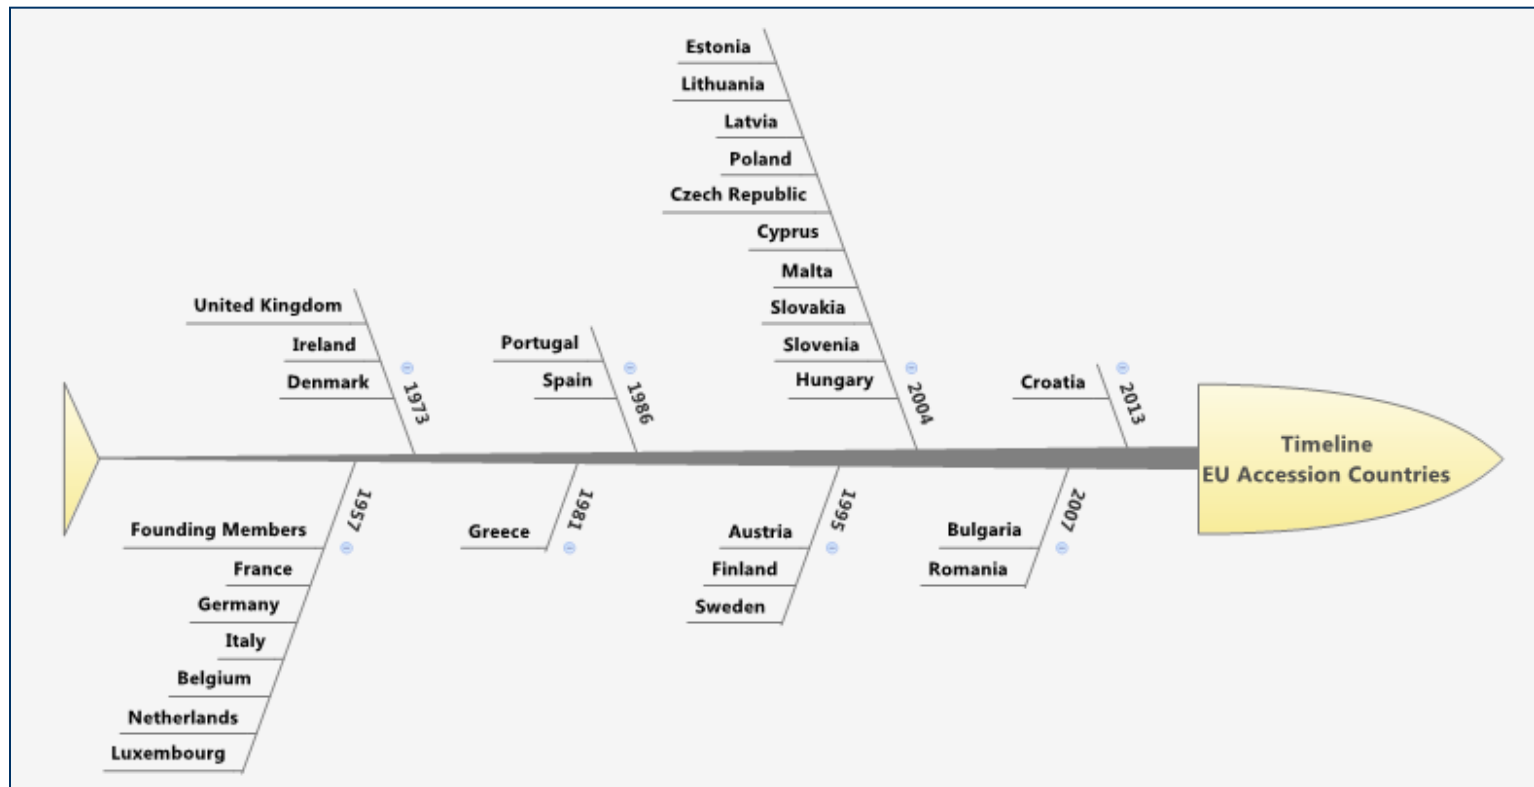 Estonia
Lithuania
Latvia
Poland
Czech Republic
Cyprus
Malta
Slovakia
Slovenia
Hungary
2004
United Kingdom
Ireland
Denmark
1973
Portugal
Spain
1986
Croatia
2013
Timeline
EU Accession Countries
1957
Founding Members
France
Germany
Italy
Belgium
Netherlands
Luxembourg
1981
Greece
1995
Austria
Finland
Sweden
2007
Bulgaria
Romania